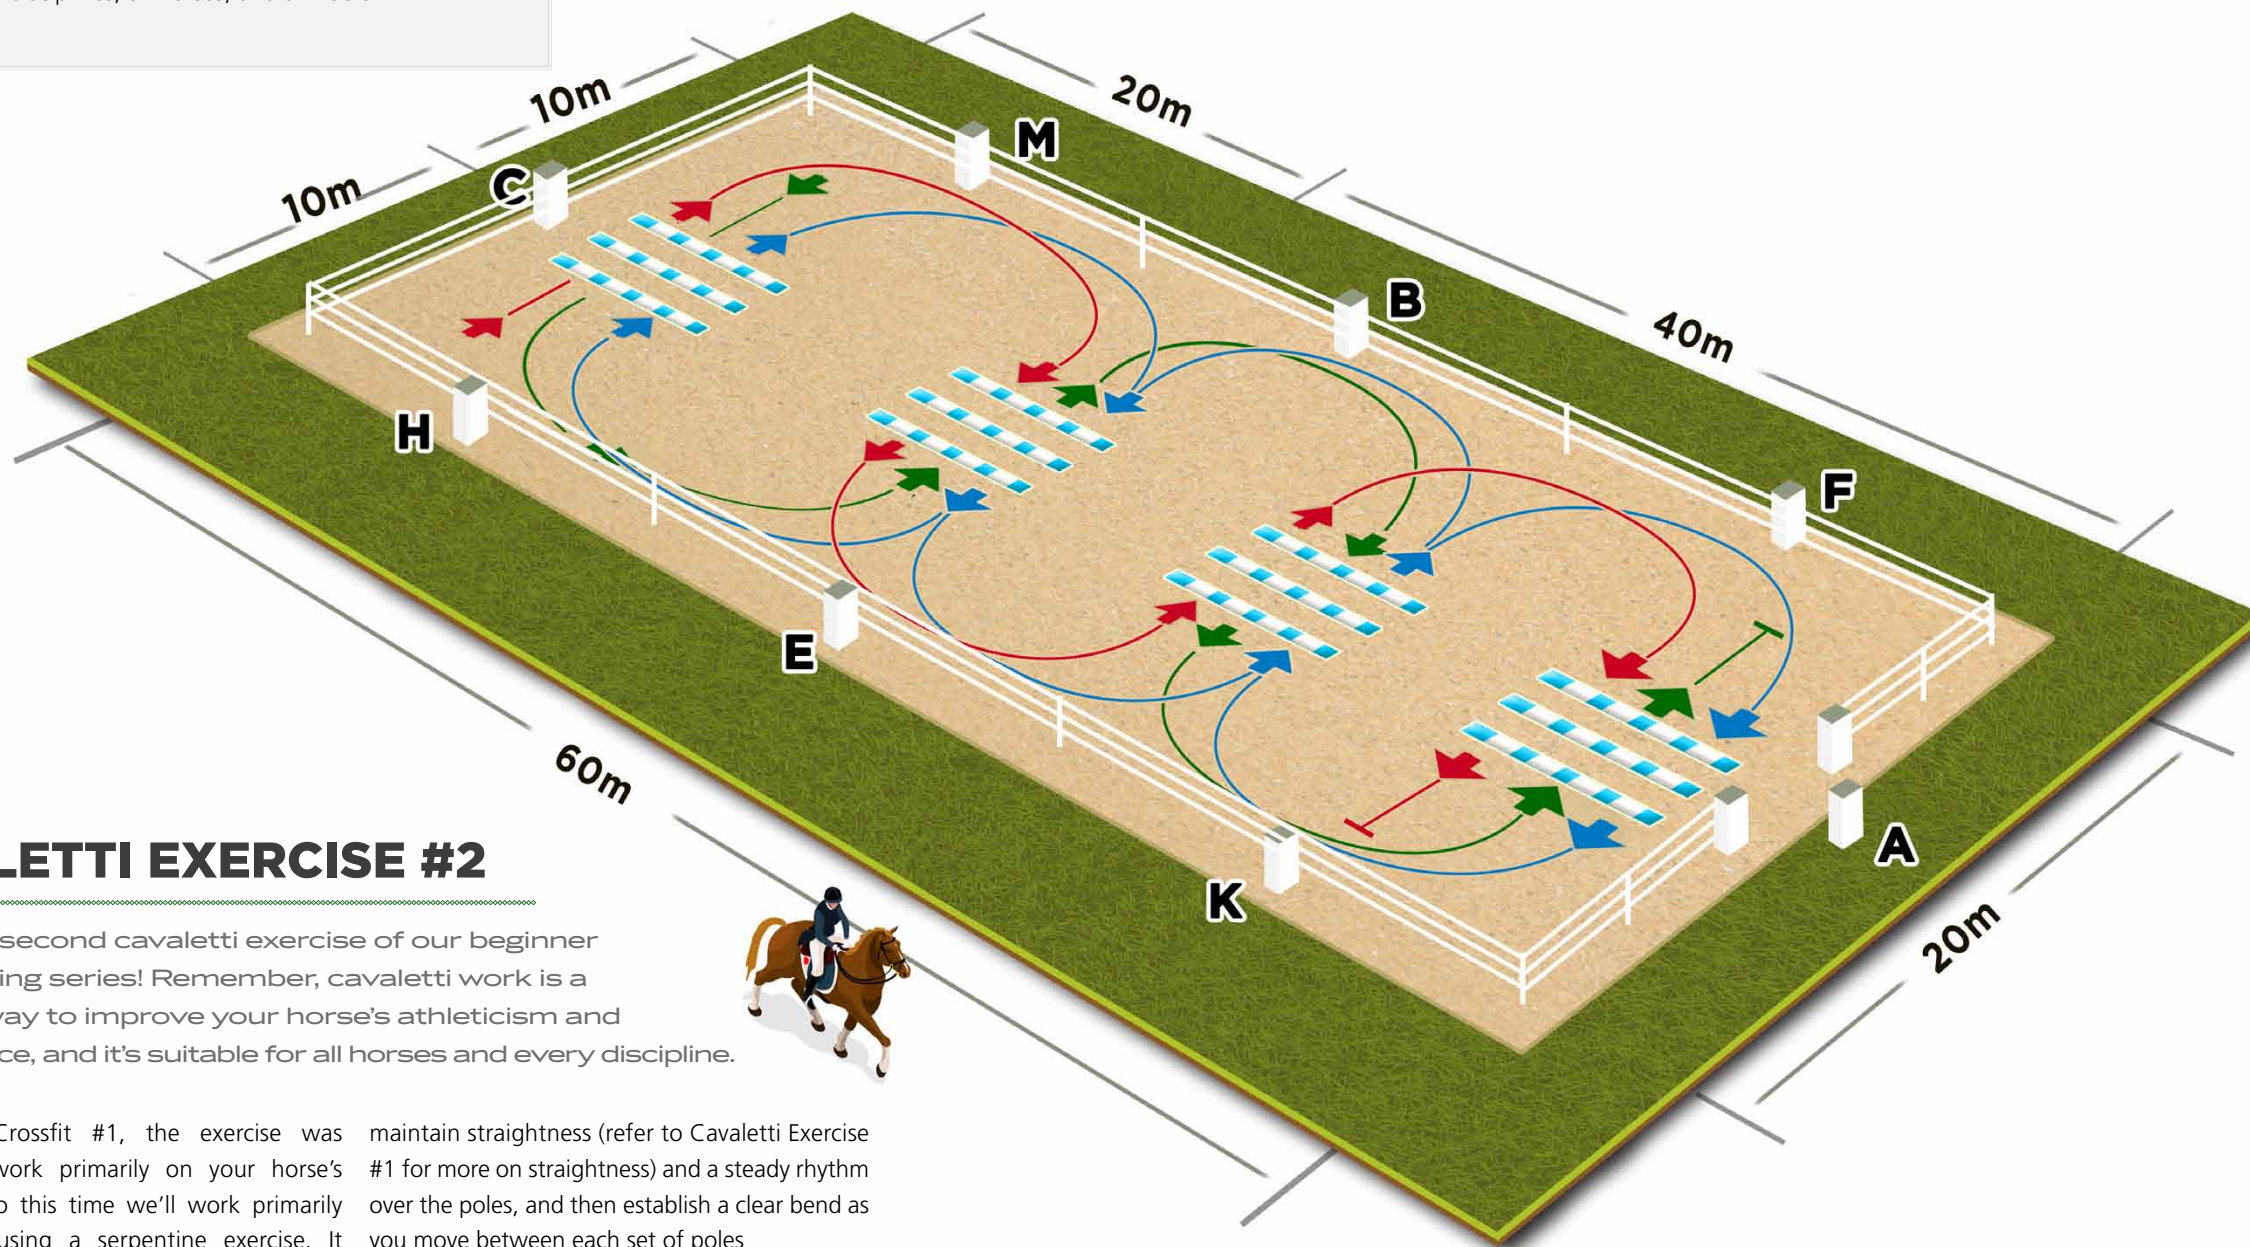 10m
10m
20m
40m
60m
20m
C
M
B
H
F
E
K
A
LETTI EXERCISE #2
second cavaletti exercise of our beginner
ing series! Remember, cavaletti work is a
way to improve your horse's athleticism and
ce, and it's suitable for all horses and every discipline.
Crossfit #1, the exercise was
work primarily on your horse's
o this time we'll work primarily
using a serpentine exercise. It
maintain straightness (refer to Cavaletti Exercise
#1 for more on straightness) and a steady rhythm
over the poles, and then establish a clear bend as
you move between each set of poles